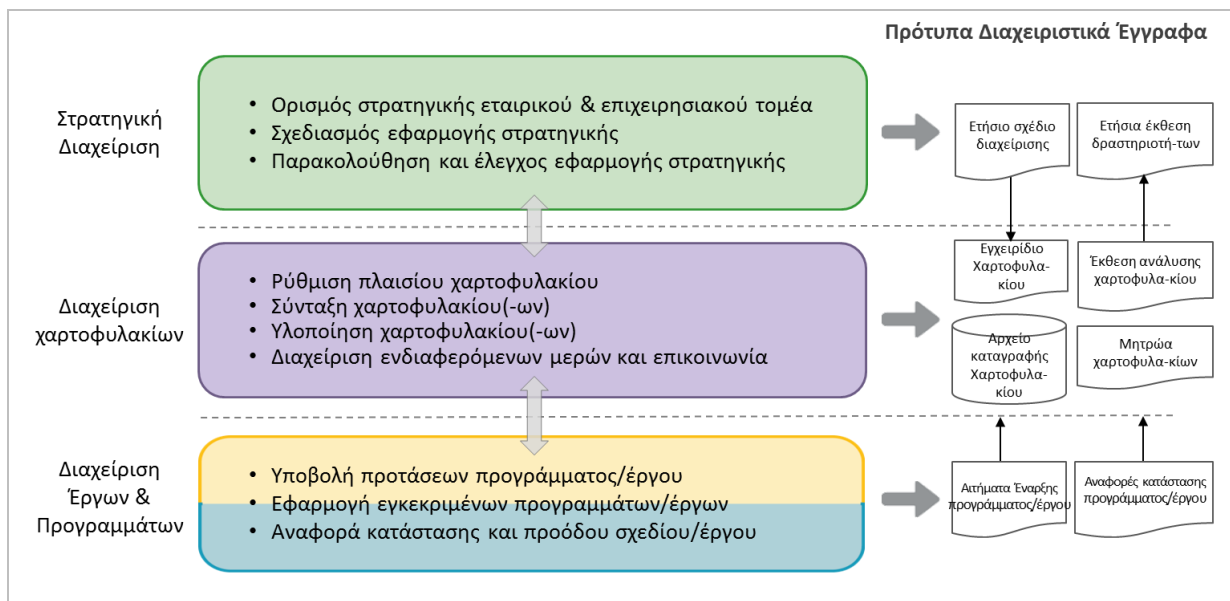 Πρότυπα Διαχειριστικά Έγγραφα
Στρατηγική
Διαχείριση
• Ορισμός στρατηγικής εταιρικού & επιχειρησιακού τομέα
• Σχεδιασμός εφαρμογής στρατηγικής
• Παρακολούθηση και έλεγχος εφαρμογής στρατηγικής
Ετήσιο σχέδιο
διαχείρισης
Ετήσια έκθεση
δραστηριοτή-των
Διαχείριση
χαρτοφυλακίων
• Ρύθμιση πλαισίου χαρτοφυλακίου
• Σύνταξη χαρτοφυλακίου(-ων)
• Υλοποίηση χαρτοφυλακίου(-ων)
• Διαχείριση ενδιαφερόμενων μερών και επικοινωνία
Εγχειρίδιο
Χαρτοφυλα-
κίου
Έκθεση ανάλυσης
χαρτοφυλα-κίου
Αρχείο
καταγραφής
Χαρτοφυλα-
κίου
Μητρώα
χαρτοφυλα-κίων
Διαχείριση
Έργων &
Προγραμμάτων
• Υποβολή προτάσεων προγράμματος/έργου
• Εφαρμογή εγκεκριμένων προγραμμάτων/έργων
• Αναφορά κατάστασης και προόδου σχεδίου/έργου
Αιτήματα Έναρξης
προγράμματος/έργου
Αναφορές κατάστασης
προγράμματος/έργου